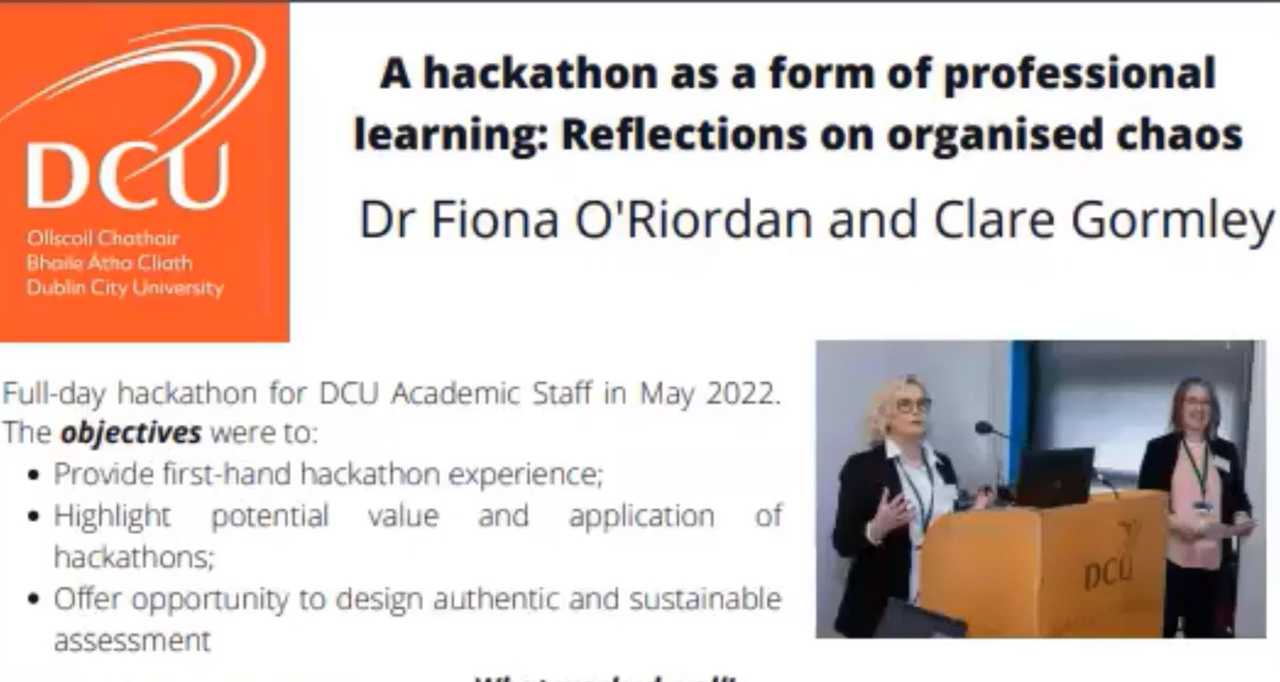 A hackathon as a form of professional
learning: Reflections on organised chaos
Dr Fiona O'Riordan and Clare Gormley
DCU
Ollscoil Chathair
Bhaile Átha Cliath
Dublin City University
Full-day hackathon for DCU Academic Staff in May 2022.
The objectives were to:
• Provide first-hand hackathon experience;
• Highlight potential value and application of
hackathons;
• Offer opportunity to design authentic and sustainable
assessment
DCU